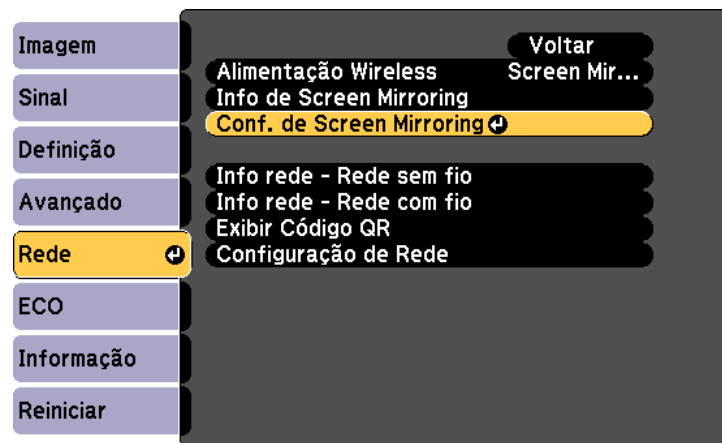 Imagem
Sinal
Definição
Avançado
Rede
ECO
Informação
Reiniciar
Voltar
Alimentação Wireless Screen Mir...
Info de Screen Mirroring
Conf. de Screen Mirroring
Info rede - Rede sem fio
Info rede - Rede com fio
Exibir Código QR
Configuração de Rede